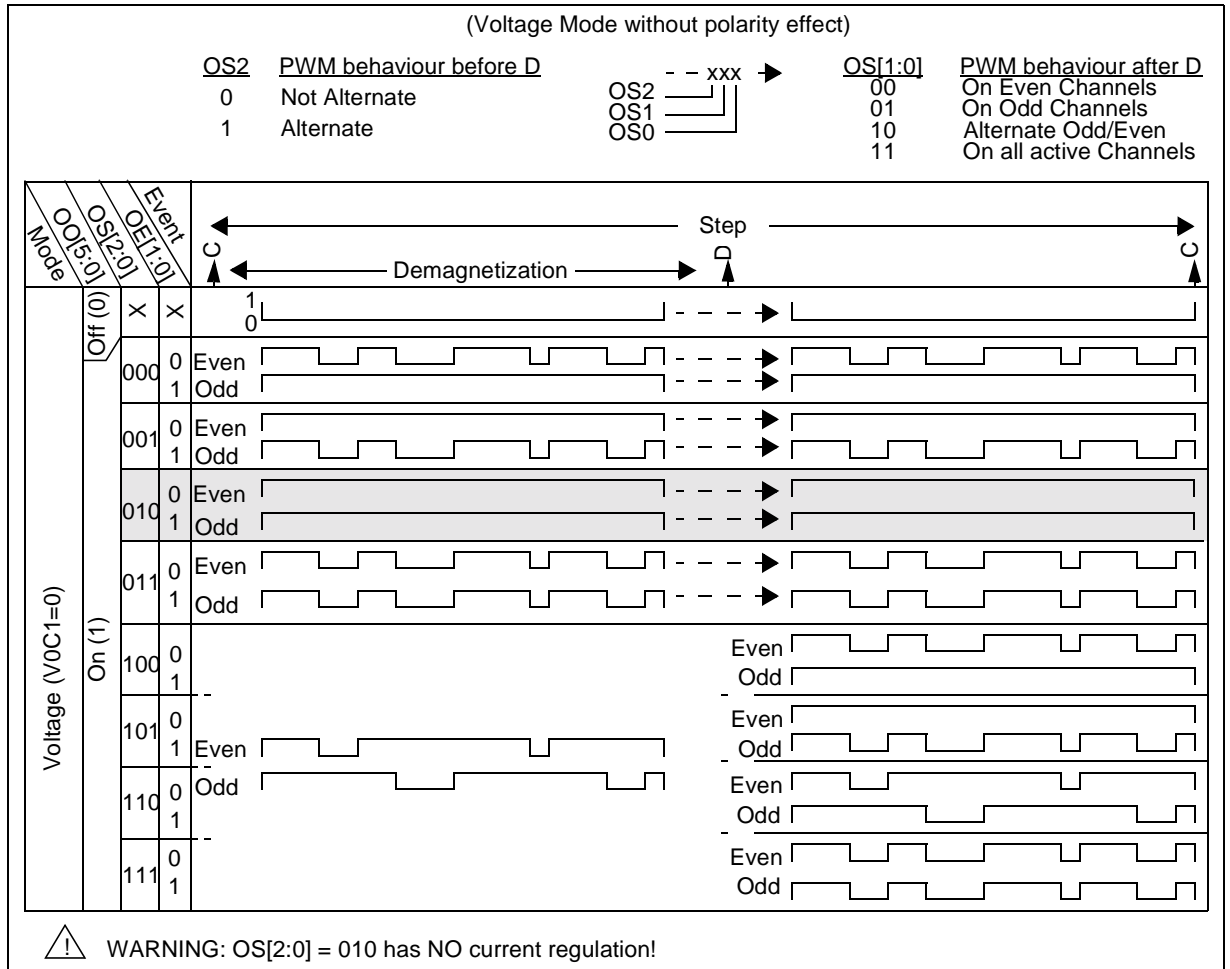 (Voltage Mode without polarity effect)
OS2 PWM behaviour before D
0 Not Alternate
1 Alternate
xxx
OS2
OS1
OS0
OS[1:0] PWM behaviour after D
00 On Even Channels
01 On Odd Channels
10 Alternate Odd/Even
11 On all active Channels
Mode
OO[5:0]
OS[2:0]
OE[1:0]
Event
C
Step
Demagnetization
D
C
Voltage (V0C1=0)
Off (0)
X
X
1
0
On (1)
000
0 Even
1 Odd
001
0 Even
1 Odd
010
0 Even
1 Odd
011
0 Even
1 Odd
100
0
1
Even
Odd
101
0
1 Even
Even
Odd
110
0 Odd
1
Even
Odd
111
0
1
Even
Odd
! WARNING: OS[2:0] = 010 has NO current regulation!